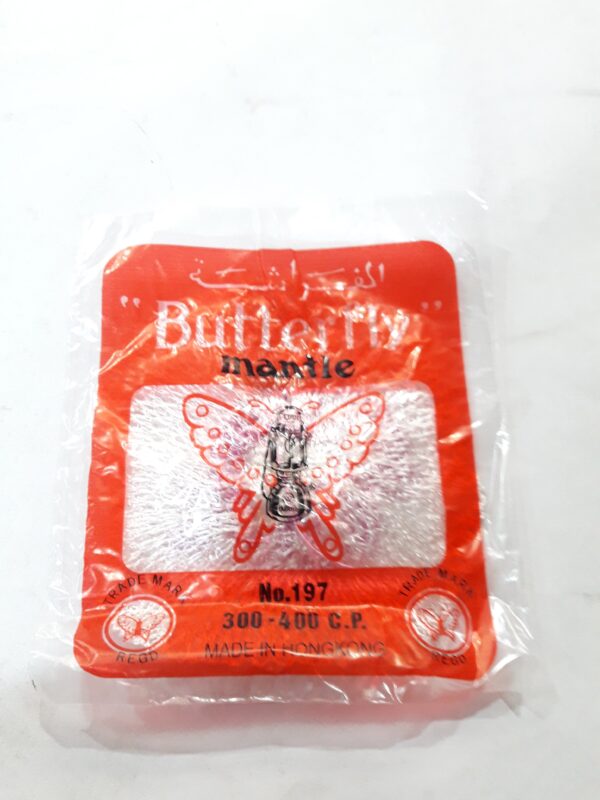 الفراشة
"Butterfly"
mantle
No.197
300-400 C.P.
MADE IN HONGKONG
TRADE MARK
REGD
TRADE MARK
REGD